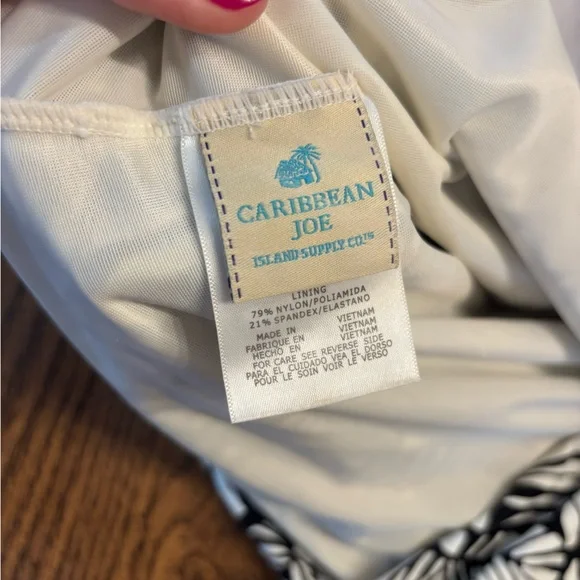 CARIBBEAN
JOE
ISLAND SUPPLY CO.™
LINING
79% NYLON/POLIAMIDA
21% SPANDEX/ELASTANO
MADE IN VIETNAM
FABRIQUE EN VIETNAM
HECHO EN VIETNAM
FOR CARE SEE REVERSE SIDE
PARA EL CUIDADO VEA EL DORSO
POUR LE SOIN REGARDER LE VERSO